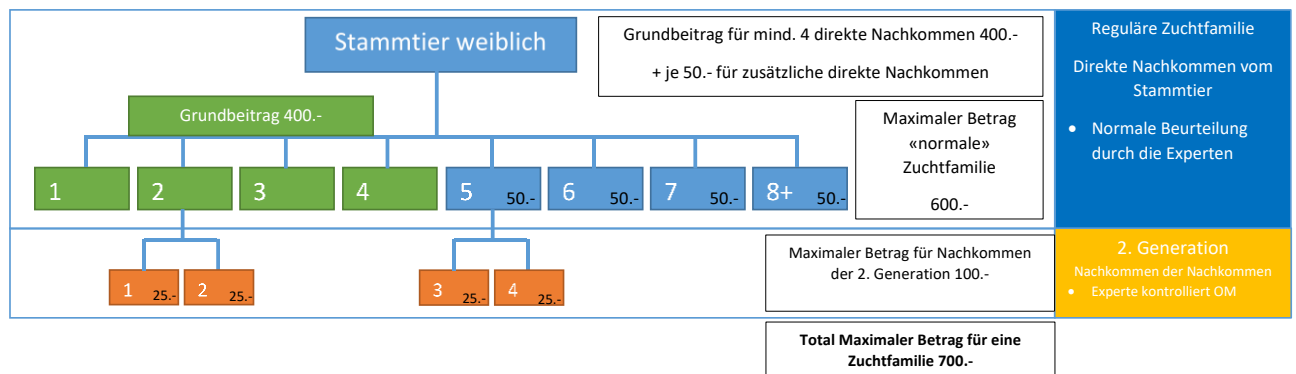 Stammtier weiblich
Grundbeitrag für mind. 4 direkte Nachkommen 400.-
+ je 50.- für zusätzliche direkte Nachkommen
Reguläre Zuchtfamilie
Direkte Nachkommen vom
Stammtier
• Normale Beurteilung
durch die Experten
Grundbeitrag 400.-
Maximaler Betrag
«normale»
Zuchtfamilie
600.-
1
2
3
4
5 50.-
6 50.-
7 50.-
8+ 50.-
1 25.-
2 25.-
3 25.-
4 25.-
Maximaler Betrag für Nachkommen
der 2. Generation 100.-
2. Generation
Nachkommen der Nachkommen
• Experte kontrolliert OM
Total Maximaler Betrag für eine
Zuchtfamilie 700.-